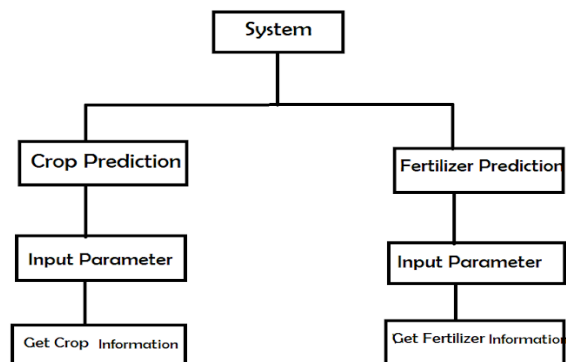 System
Crop Prediction
Fertilizer Prediction
Input Parameter
Input Parameter
Get Crop Information
Get Fertilizer Information